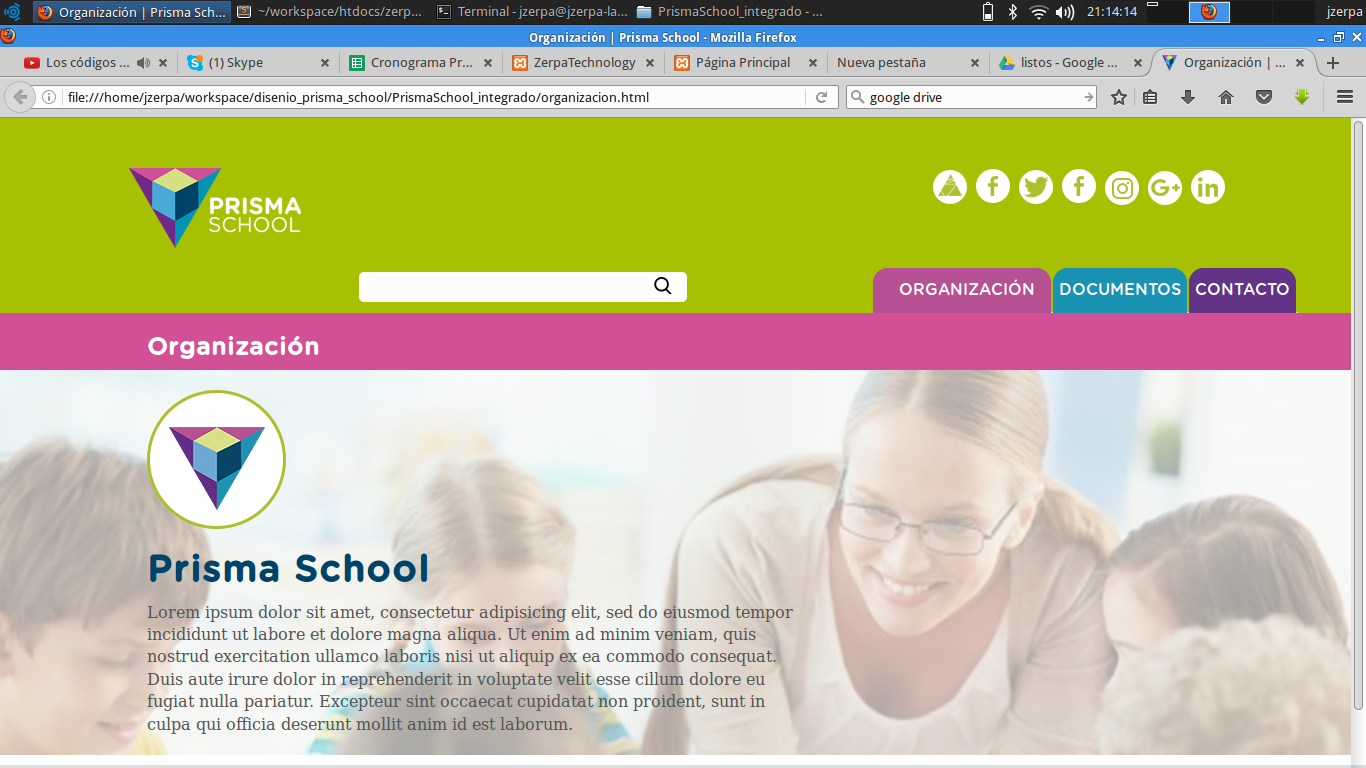 Organización | Prisma Sch...
~/workspace/htdocs/zerp...
Terminal - jzerpa@jzerpa-la...
PrismaSchool_integrado - ...
21:14:14
jzerpa
Organización | Prisma School - Mozilla Firefox
Los códigos ...
(1) Skype
Cronograma Pr...
ZerpaTechnology
Página Principal
Nueva pestaña
listos - Google ...
Organización | ...
file:///home/jzerpa/workspace/disenio_prisma_school/PrismaSchool_integrado/organizacion.html
google drive
PRISMA
SCHOOL
ORGANIZACIÓN
DOCUMENTOS
CONTACTO
Organización
Prisma School
Lorem ipsum dolor sit amet, consectetur adipisicing elit, sed do eiusmod tempor
incididunt ut labore et dolore magna aliqua. Ut enim ad minim veniam, quis
nostrud exercitation ullamco laboris nisi ut aliquip ex ea commodo consequat.
Duis aute irure dolor in reprehenderit in voluptate velit esse cillum dolore eu
fugiat nulla pariatur. Excepteur sint occaecat cupidatat non proident, sunt in
culpa qui officia deserunt mollit anim id est laborum.